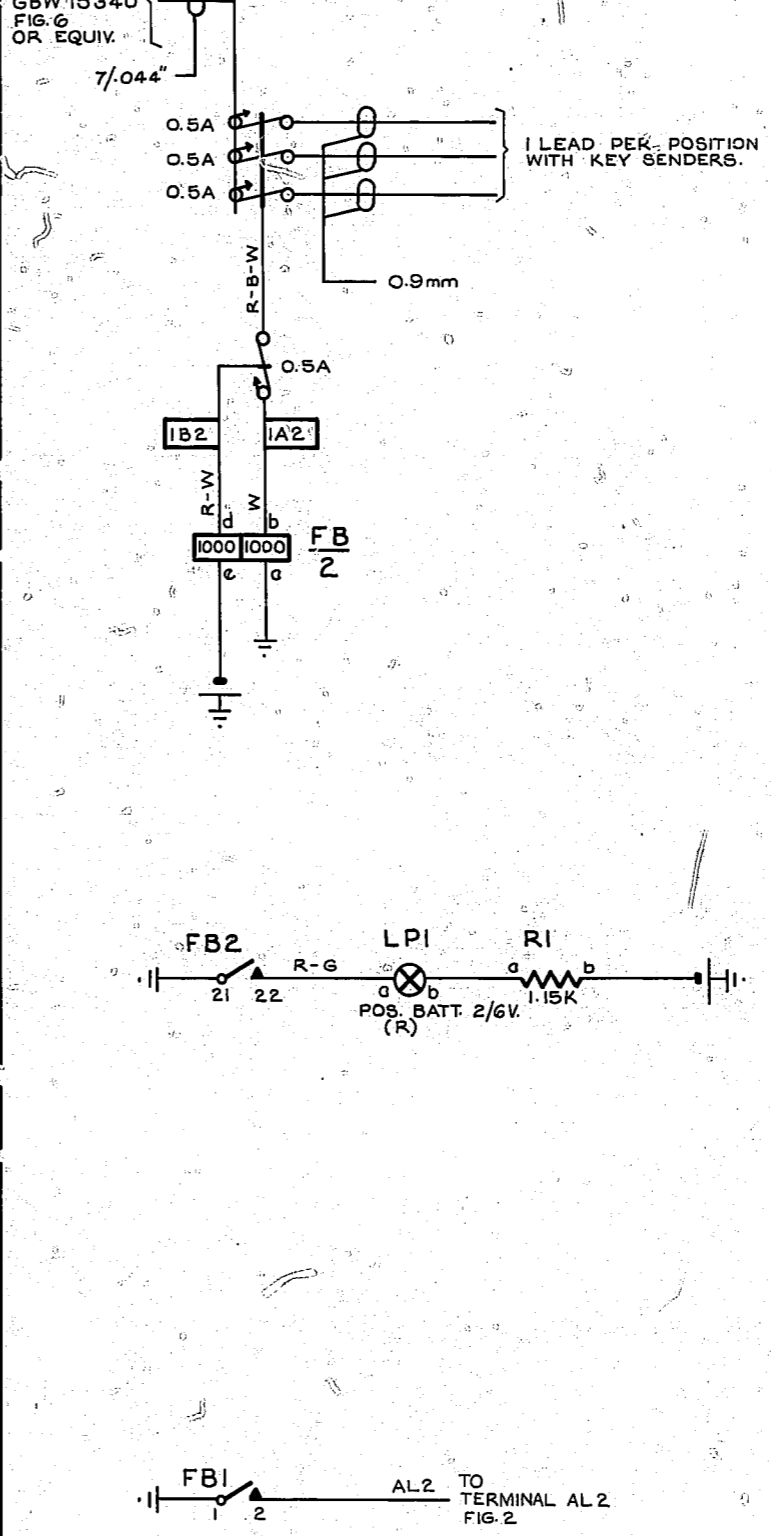 GBW 15340
FIG. 6
OR EQUIV.
7/.044"
0.5A
0.5A
0.5A
1 LEAD PER POSITION
WITH KEY SENDERS.
R-B-W
0.9mm
0.5A
1B2
1A2
R-W
W
d
b
1000
1000
FB
2
e
a
FB2
LP1
R1
R-G
21
22
a
b
a
b
1.15K
POS. BATT. 2/6V.
(R)
FB1
1
2
AL2
TO
TERMINAL AL2
FIG. 2